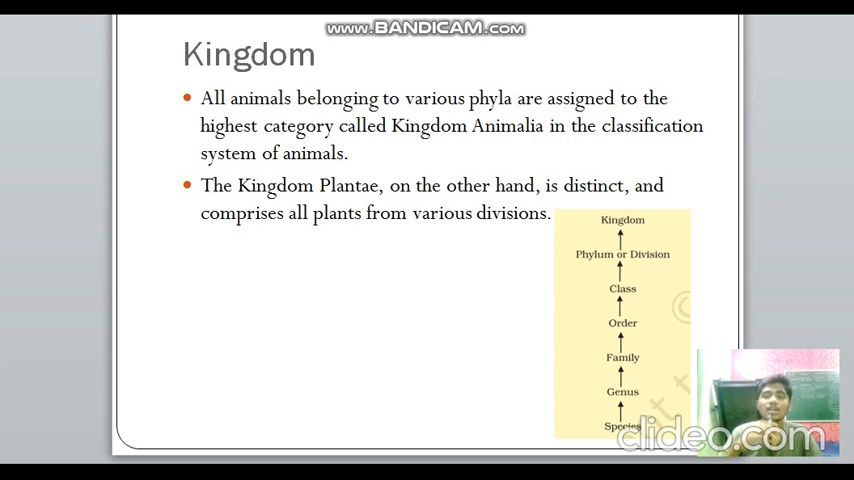 www.BANDICAM.com
Kingdom
All animals belonging to various phyla are assigned to the
highest category called Kingdom Animalia in the classification
system of animals.
The Kingdom Plantae, on the other hand, is distinct, and
comprises all plants from various divisions.
Kingdom
Phylum or Division
Class
Order
Family
Genus
Species
clideo.com